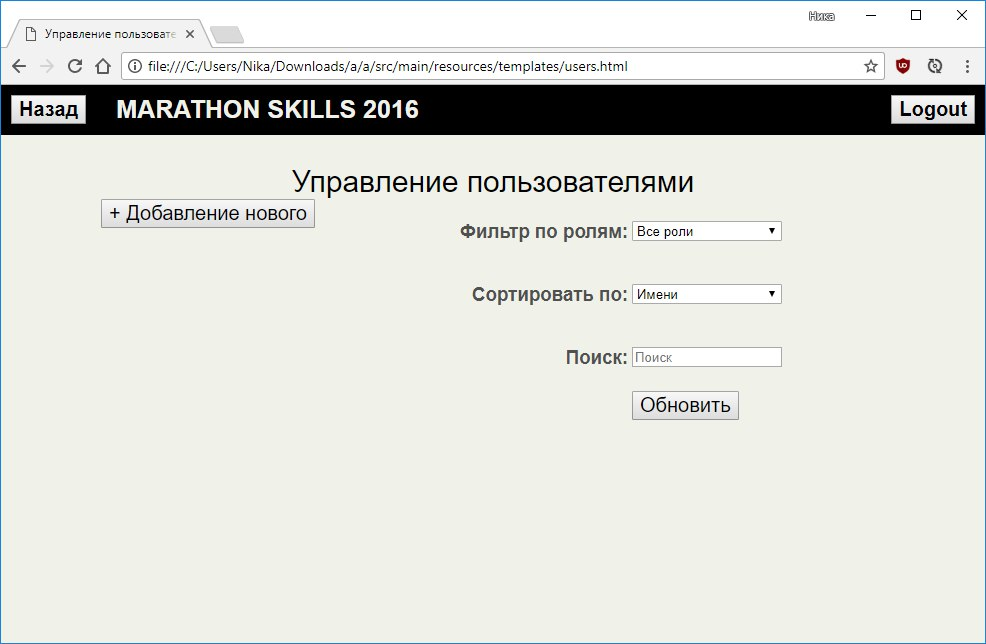 Ника
Управление пользовате
file:///C:/Users/Nika/Downloads/a/a/src/main/resources/templates/users.html
Назад MARATHON SKILLS 2016 Logout
Управление пользователями
+ Добавление нового
Фильтр по ролям: Все роли
Сортировать по: Имени
Поиск: Поиск
Обновить